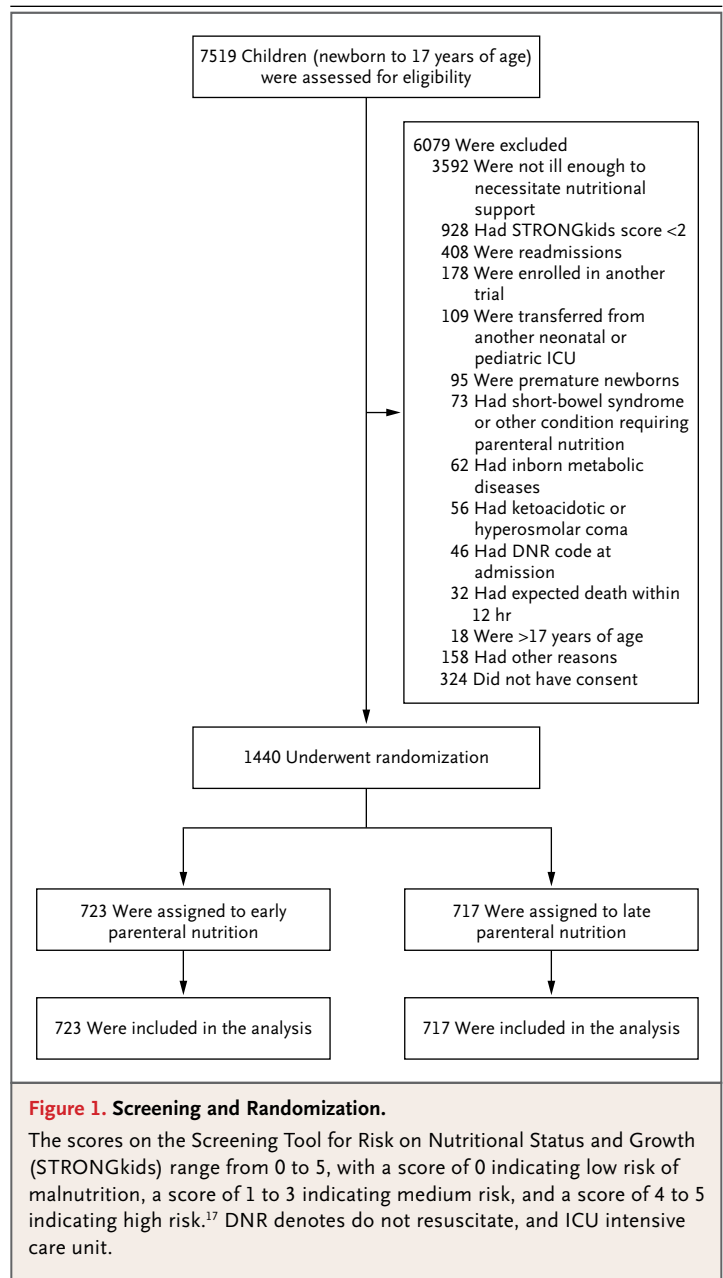 7519 Children (newborn to 17 years of age)
were assessed for eligibility
6079 Were excluded
3592 Were not ill enough to
necessitate nutritional
support
928 Had STRONGkids score <2
408 Were readmissions
178 Were enrolled in another
trial
109 Were transferred from
another neonatal or
pediatric ICU
95 Were premature newborns
73 Had short-bowel syndrome
or other condition requiring
parenteral nutrition
62 Had inborn metabolic
diseases
56 Had ketoacidotic or
hyperosmolar coma
46 Had DNR code at
admission
32 Had expected death within
12 hr
18 Were >17 years of age
158 Had other reasons
324 Did not have consent
1440 Underwent randomization
723 Were assigned to early
parenteral nutrition
717 Were assigned to late
parenteral nutrition
723 Were included in the analysis
717 Were included in the analysis
Figure 1. Screening and Randomization.
The scores on the Screening Tool for Risk on Nutritional Status and Growth
(STRONGkids) range from 0 to 5, with a score of 0 indicating low risk of
malnutrition, a score of 1 to 3 indicating medium risk, and a score of 4 to 5
indicating high risk.17 DNR denotes do not resuscitate, and ICU intensive
care unit.